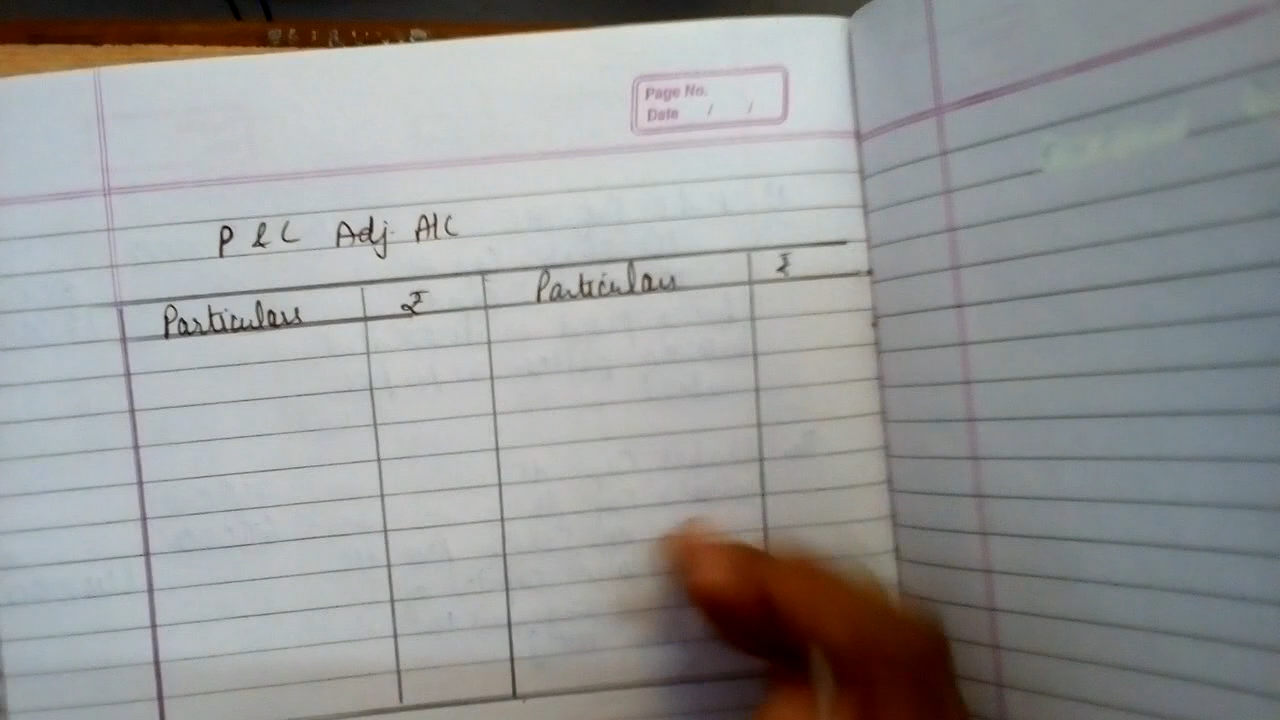 Page No.
Date / /
P & L Adj. A/C
Particulars ₹ Particulars ₹